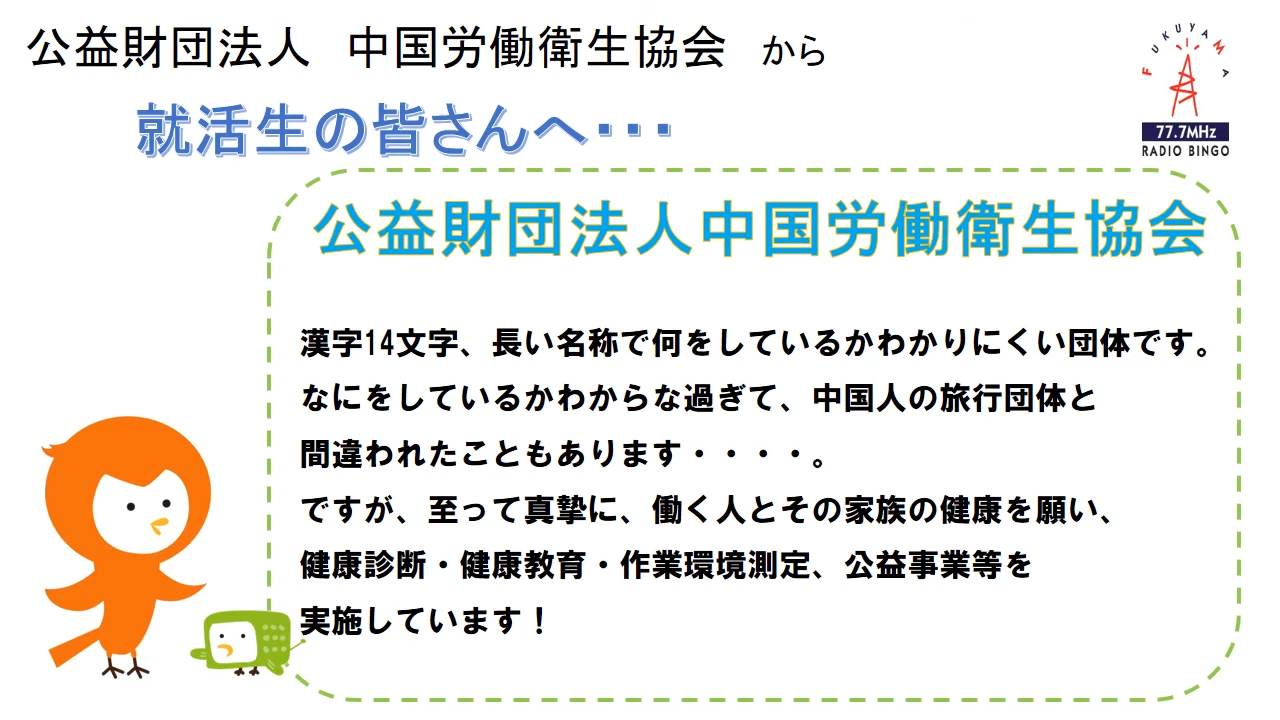 公益財団法人　中国労働衛生協会　から
就活生の皆さんへ・・・
FUKUYAMA
77.7MHz
RADIO BINGO
公益財団法人中国労働衛生協会
漢字14文字、長い名称で何をしているかわかりにくい団体です。
なにをしているかわからな過ぎて、中国人の旅行団体と
間違われたこともあります・・・・。
ですが、至って真摯に、働く人とその家族の健康を願い、
健康診断・健康教育・作業環境測定、公益事業等を
実施しています！